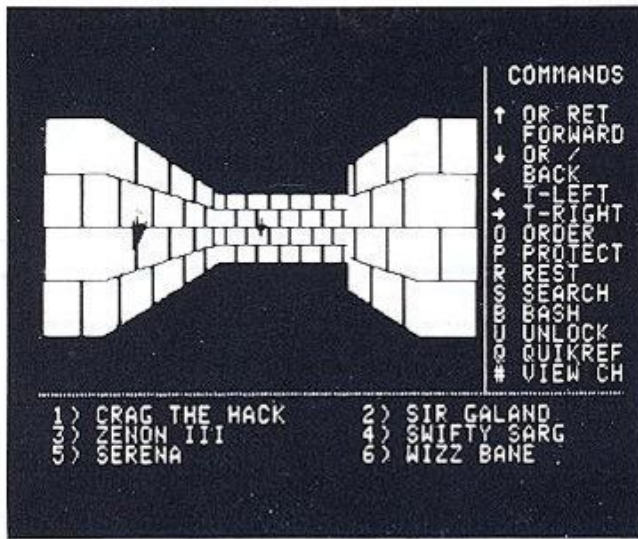 COMMANDS
↑ OR RET
FORWARD
↓ OR /
BACK
← T-LEFT
→ T-RIGHT
O ORDER
P PROTECT
R REST
S SEARCH
B BASH
U UNLOCK
Q QUIKREF
# VIEW CH
1) CRAG THE HACK 2) SIR GALAND
3) ZENON III 4) SWIFTY SARG
5) SERENA 6) WIZZ BANE